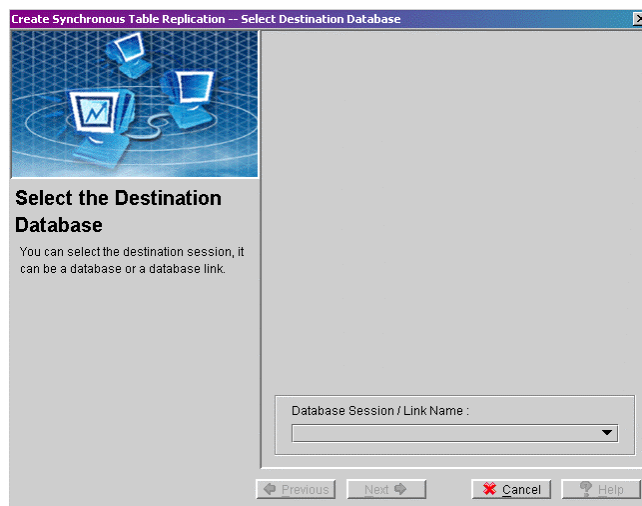 Create Synchronous Table Replication -- Select Destination Database
Select the Destination
Database
You can select the destination session, it
can be a database or a database link.
Database Session / Link Name :
Previous
Next
Cancel
Help